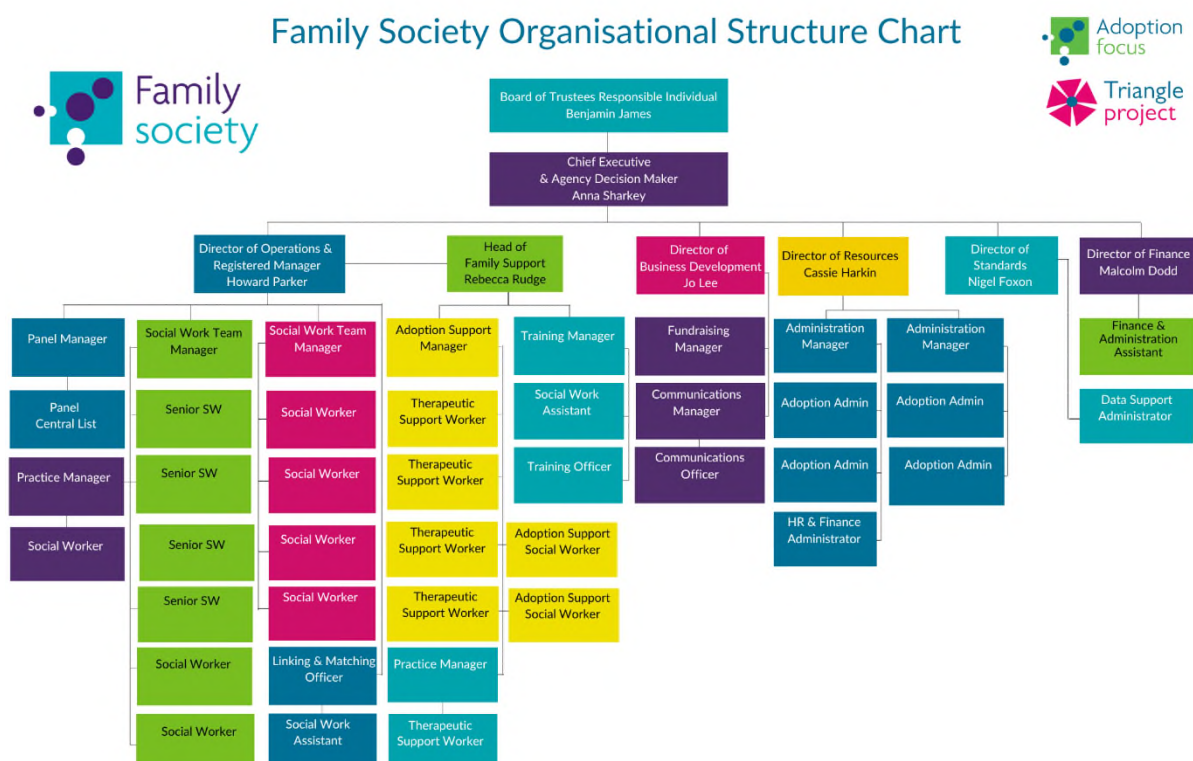 Family Society Organisational Structure Chart
Adoption
focus
Family
society
Triangle
project
Board of Trustees Responsible Individual
Benjamin James
Chief Executive
& Agency Decision Maker
Anna Sharkey
Director of Operations &
Registered Manager
Howard Parker
Head of
Family Support
Rebecca Rudge
Director of
Business Development
Jo Lee
Director of Resources
Cassie Harkin
Director of
Standards
Nigel Foxon
Director of Finance
Malcolm Dodd
Panel Manager
Panel
Central List
Practice Manager
Social Worker
Social Work Team
Manager
Senior SW
Senior SW
Senior SW
Senior SW
Social Worker
Social Worker
Social Work Team
Manager
Social Worker
Social Worker
Social Worker
Social Worker
Linking & Matching
Officer
Social Work
Assistant
Adoption Support
Manager
Therapeutic
Support Worker
Therapeutic
Support Worker
Therapeutic
Support Worker
Therapeutic
Support Worker
Practice Manager
Therapeutic
Support Worker
Training Manager
Social Work
Assistant
Training Officer
Adoption Support
Social Worker
Adoption Support
Social Worker
Fundraising
Manager
Communications
Manager
Communications
Officer
Administration
Manager
Adoption Admin
Adoption Admin
HR & Finance
Administrator
Administration
Manager
Adoption Admin
Adoption Admin
Finance &
Administration
Assistant
Data Support
Administrator